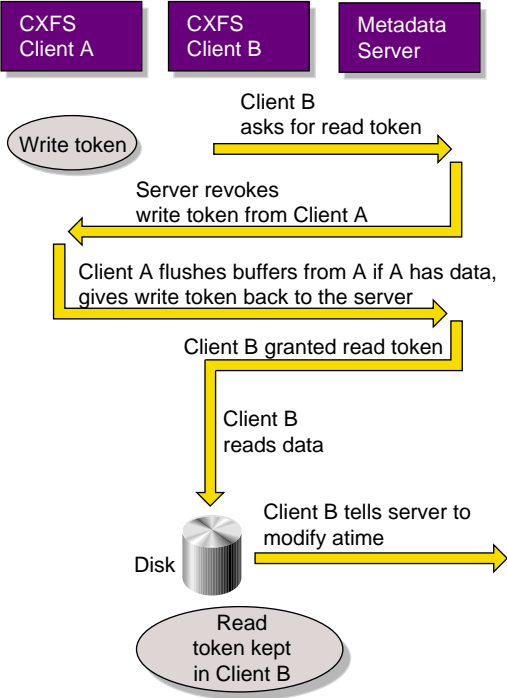 CXFS
Client A
CXFS
Client B
Metadata
Server
Client B
asks for read token
Write token
Server revokes
write token from Client A
Client A flushes buffers from A if A has data,
gives write token back to the server
Client B granted read token
Client B
reads data
Client B tells server to
modify atime
Disk
Read
token kept
in Client B